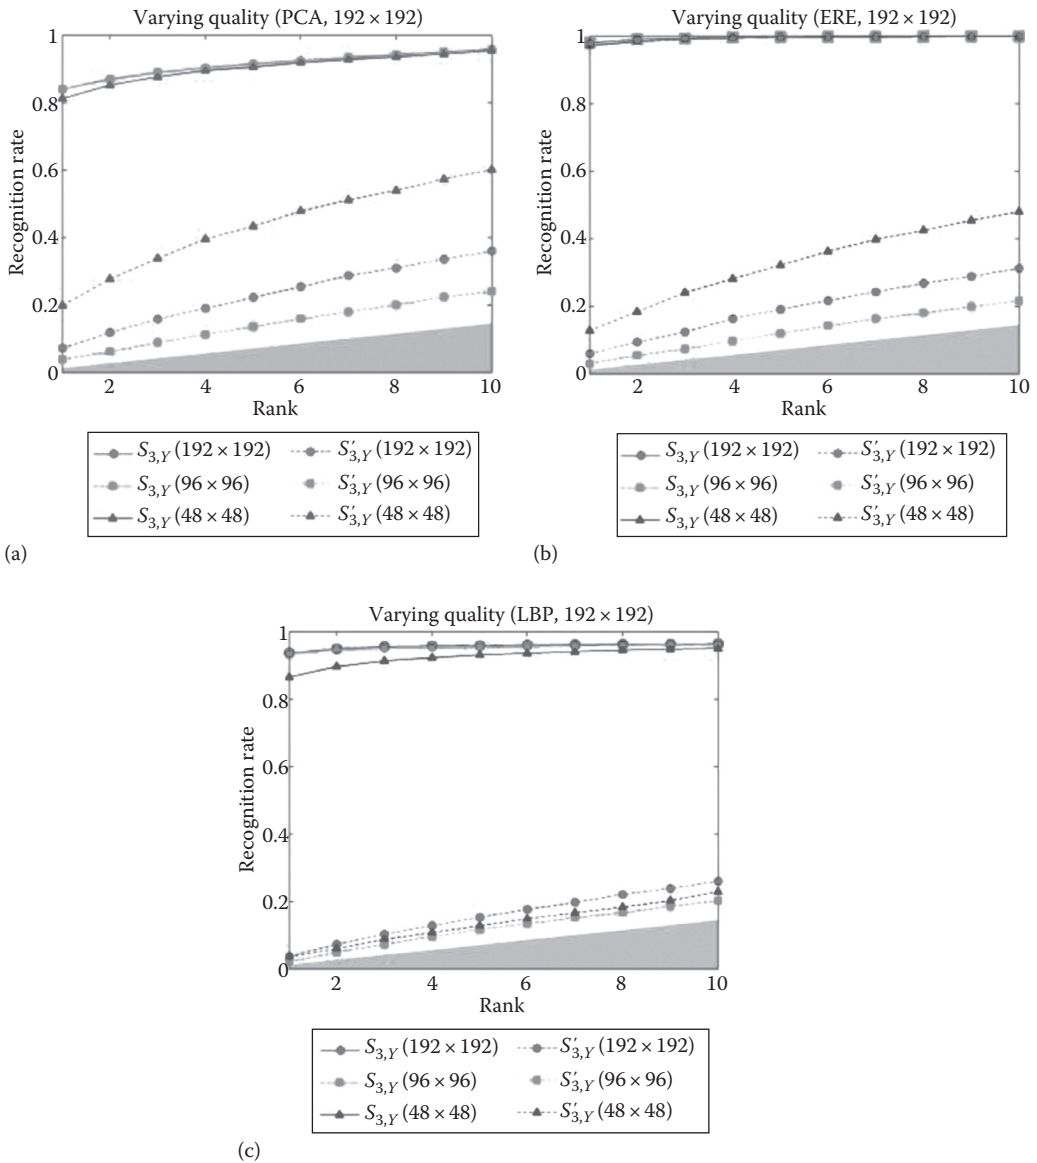 Varying quality (PCA, 192 × 192)
1
0.8
0.6
0.4
0.2
0
Recognition rate
2 4 6 8 10
Rank
S3,Y (192 × 192) S′3,Y (192 × 192)
S3,Y (96 × 96) S′3,Y (96 × 96)
S3,Y (48 × 48) S′3,Y (48 × 48)
(a)
Varying quality (ERE, 192 × 192)
1
0.8
0.6
0.4
0.2
0
Recognition rate
2 4 6 8 10
Rank
S3,Y (192 × 192) S′3,Y (192 × 192)
S3,Y (96 × 96) S′3,Y (96 × 96)
S3,Y (48 × 48) S′3,Y (48 × 48)
(b)
Varying quality (LBP, 192 × 192)
1
0.8
0.6
0.4
0.2
0
Recognition rate
2 4 6 8 10
Rank
S3,Y (192 × 192) S′3,Y (192 × 192)
S3,Y (96 × 96) S′3,Y (96 × 96)
S3,Y (48 × 48) S′3,Y (48 × 48)
(c)